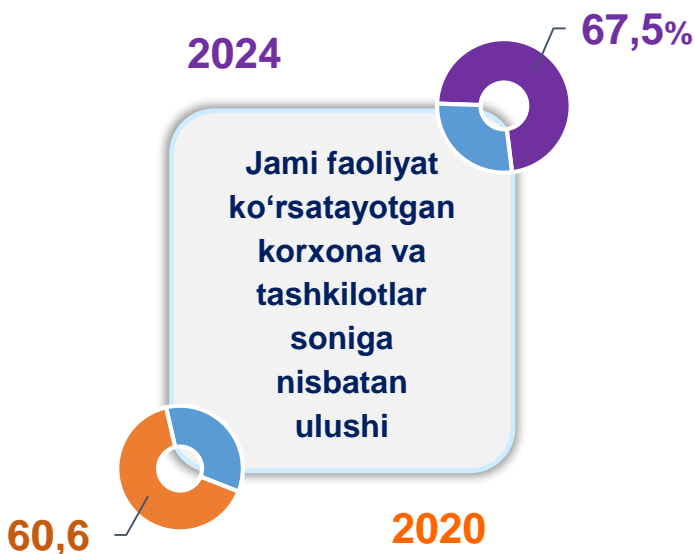 67,5%
2024
Jami faoliyat
ko‘rsatayotgan
korxona va
tashkilotlar
soniga
nisbatan
ulushi
60,6
2020